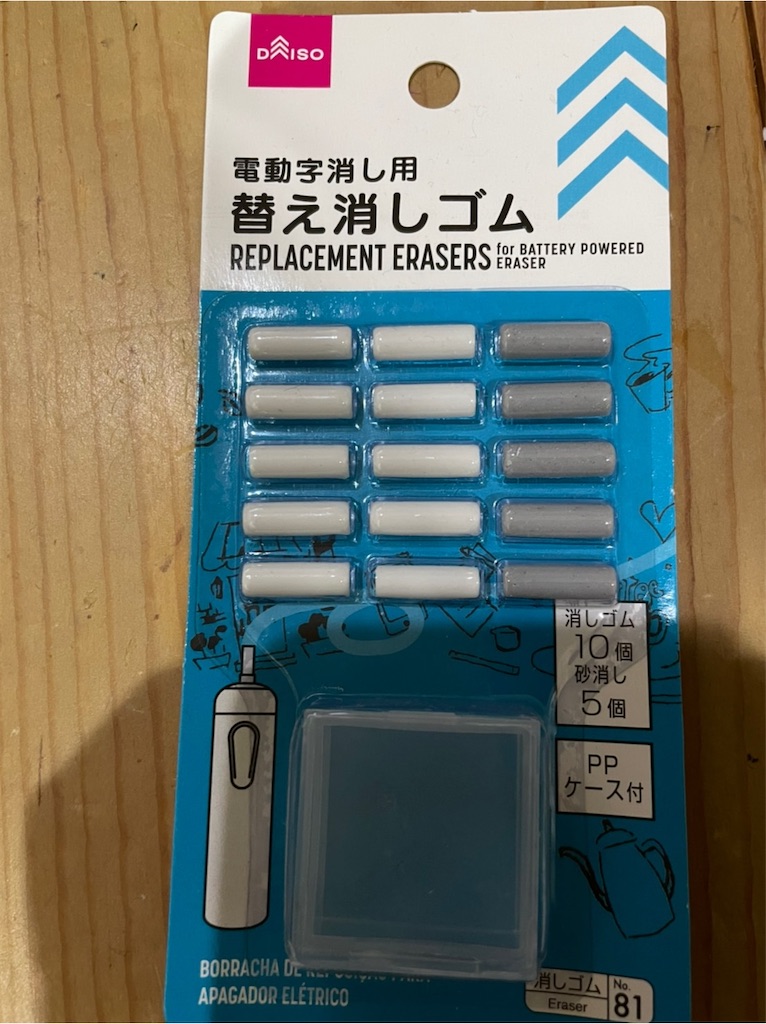 DAISO
電動字消し用
替え消しゴム
REPLACEMENT ERASERS for BATTERY POWERED ERASER
消しゴム
10個
砂消し
5個
PP
ケース付
BORRACHA DE REPOSIÇÃO PARA
APAGADOR ELÉTRICO
消しゴム
Eraser
No.
81